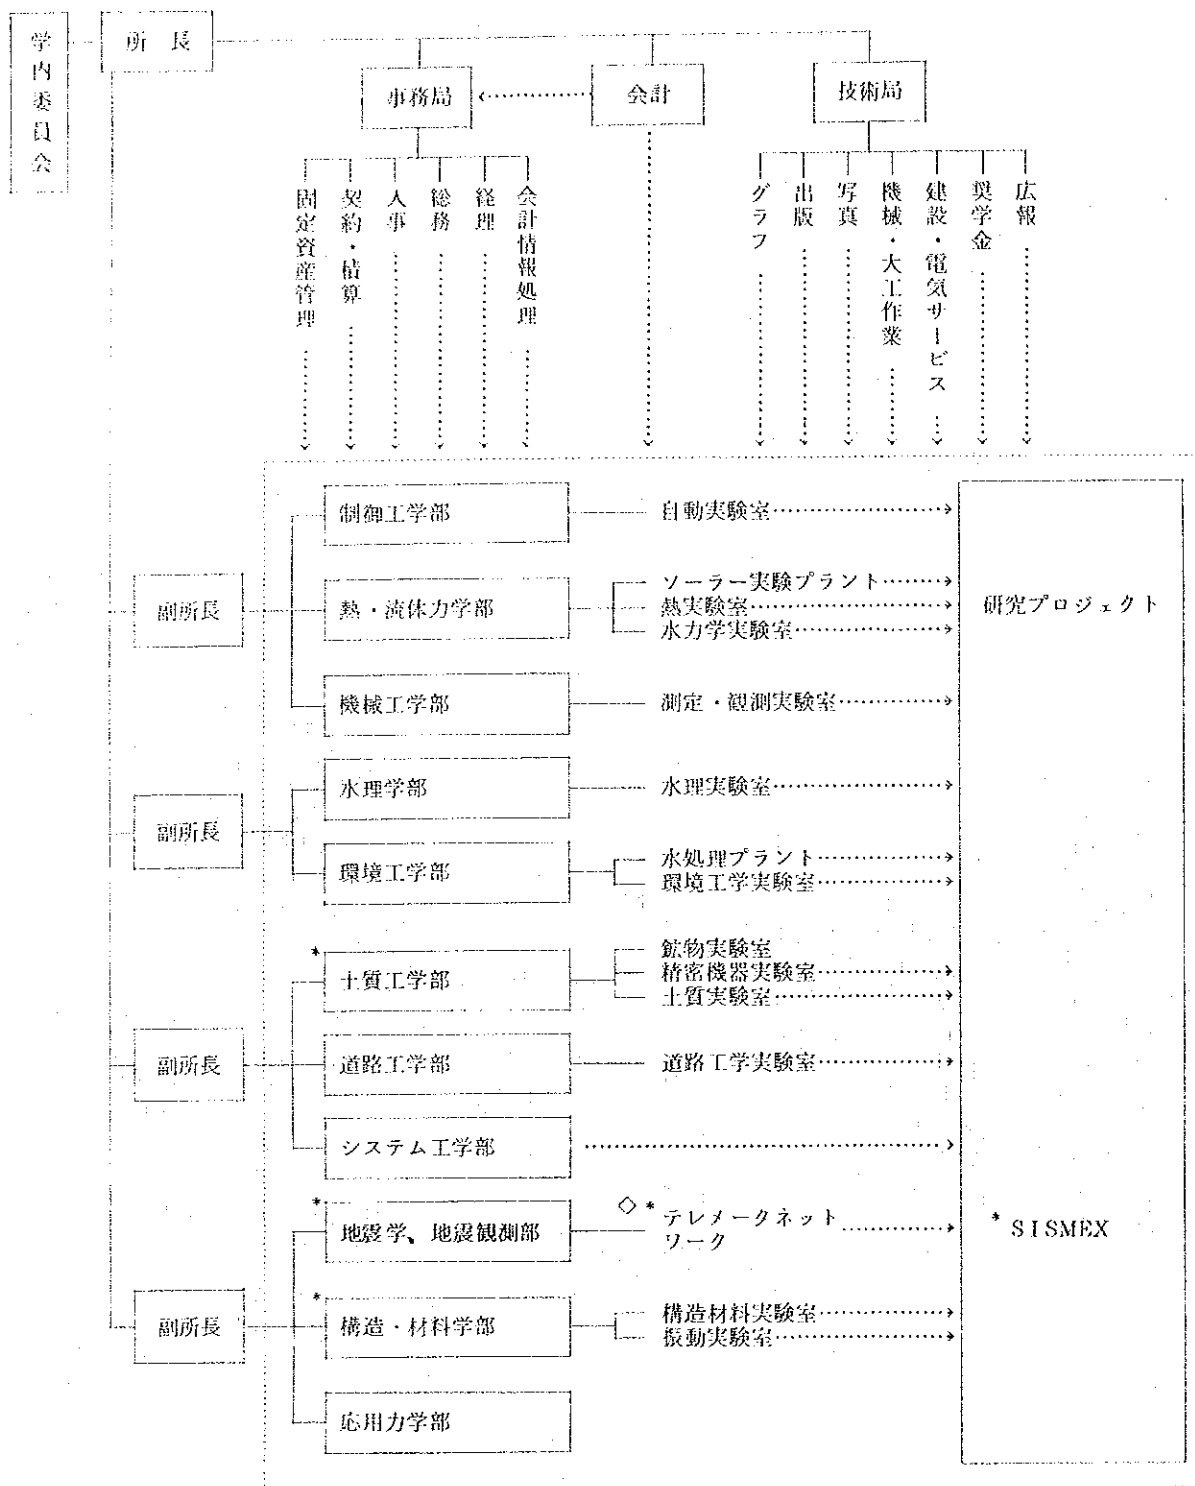 学内委員会
所 長
事務局
会計
技術局
固定資産管理
契約・積算
人事
総務
経理
会計情報処理
グラフ
出版
写真
機械・大工作業
建設・電気サービス
奨学金
広報
制御工学部
自動実験室
副所長
熱・流体力学部
ソーラー実験プラント
熱実験室
水力学実験室
研究プロジェクト
機械工学部
測定・観測実験室
水理学部
水理実験室
副所長
環境工学部
水処理プラント
環境工学実験室
*
土質工学部
鉱物実験室
精密機器実験室
土質実験室
副所長
道路工学部
道路工学実験室
システム工学部
*
地震学、地震観測部
◇ * テレメークネット
ワーク
* SISMEX
副所長
*
構造・材料学部
構造材料実験室
振動実験室
応用力学部